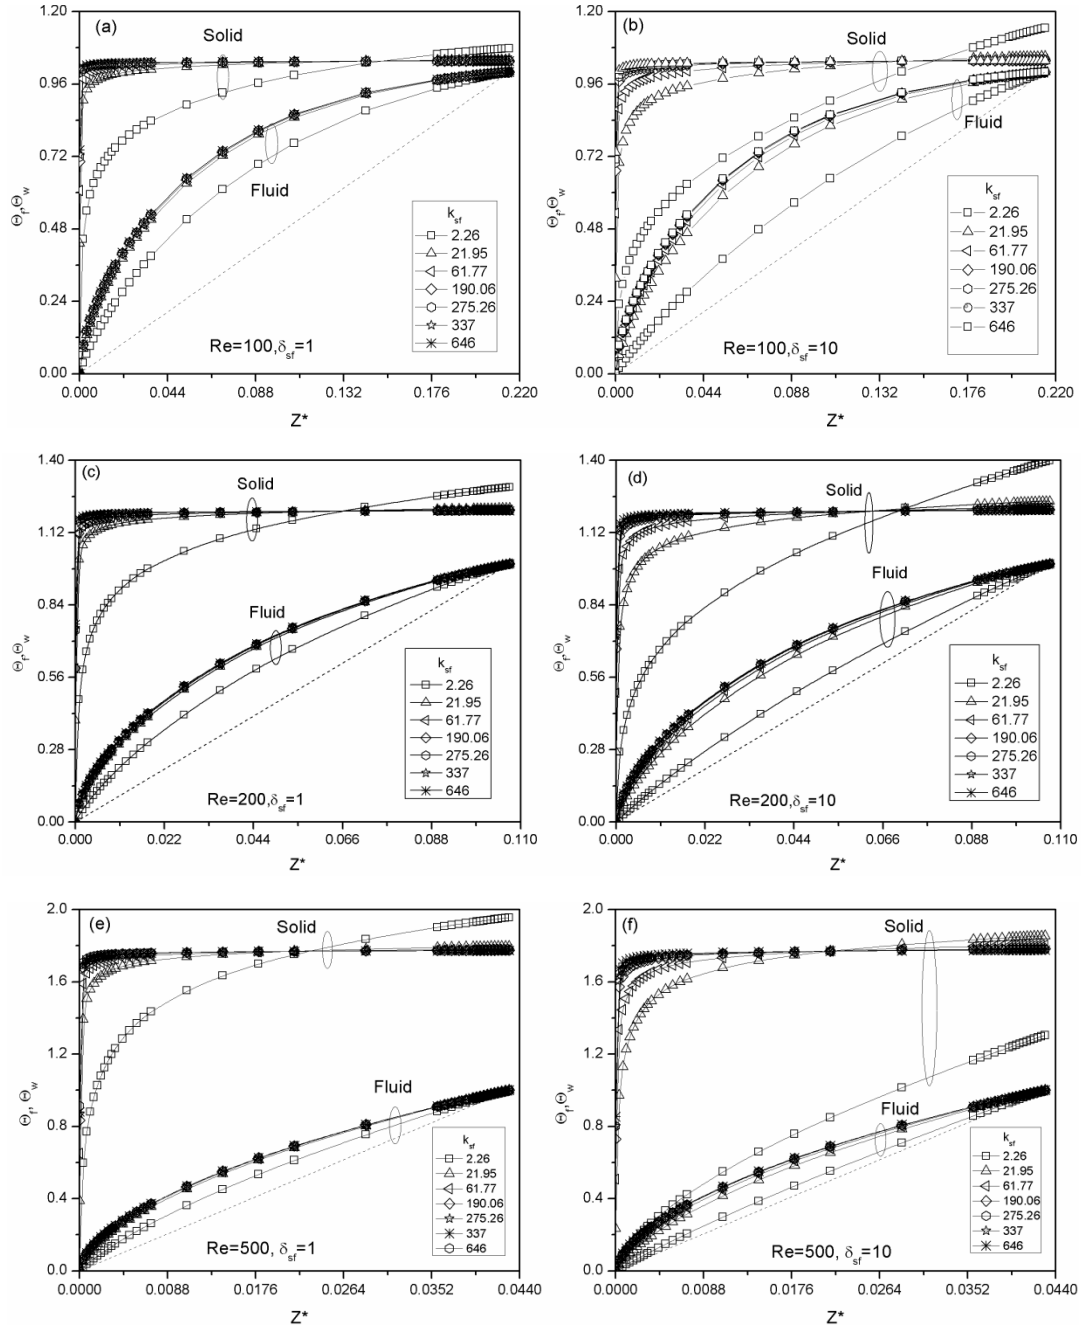 (a)
Solid
Fluid
1.20
0.96
0.72
0.48
0.24
0.00
Θf,Θw
ksf
2.26
21.95
61.77
190.06
275.26
337
646
Re=100,δsf=1
0.000 0.044 0.088 0.132 0.176 0.220
Z*
(b)
Solid
Fluid
1.20
0.96
0.72
0.48
0.24
0.00
Θf,Θw
ksf
2.26
21.95
61.77
190.06
275.26
337
646
Re=100,δsf=10
0.000 0.044 0.088 0.132 0.176 0.220
Z*
(c)
Solid
Fluid
1.40
1.12
0.84
0.56
0.28
0.00
Θf,Θw
ksf
2.26
21.95
61.77
190.06
275.26
337
646
Re=200,δsf=1
0.000 0.022 0.044 0.066 0.088 0.110
Z*
(d)
Solid
Fluid
1.40
1.12
0.84
0.56
0.28
0.00
Θf,Θw
ksf
2.26
21.95
61.77
190.06
275.26
337
646
Re=200,δsf=10
0.000 0.022 0.044 0.066 0.088 0.110
Z*
(e)
Solid
Fluid
2.0
1.6
1.2
0.8
0.4
0.0
Θf, Θw
ksf
2.26
21.95
61.77
190.06
275.26
337
646
Re=500, δsf=1
0.0000 0.0088 0.0176 0.0264 0.0352 0.0440
Z*
(f)
Solid
Fluid
2.0
1.6
1.2
0.8
0.4
0.0
Θf, Θw
ksf
2.26
21.95
61.77
190.06
275.26
337
646
Re=500, δsf=10
0.0000 0.0088 0.0176 0.0264 0.0352 0.0440
Z*